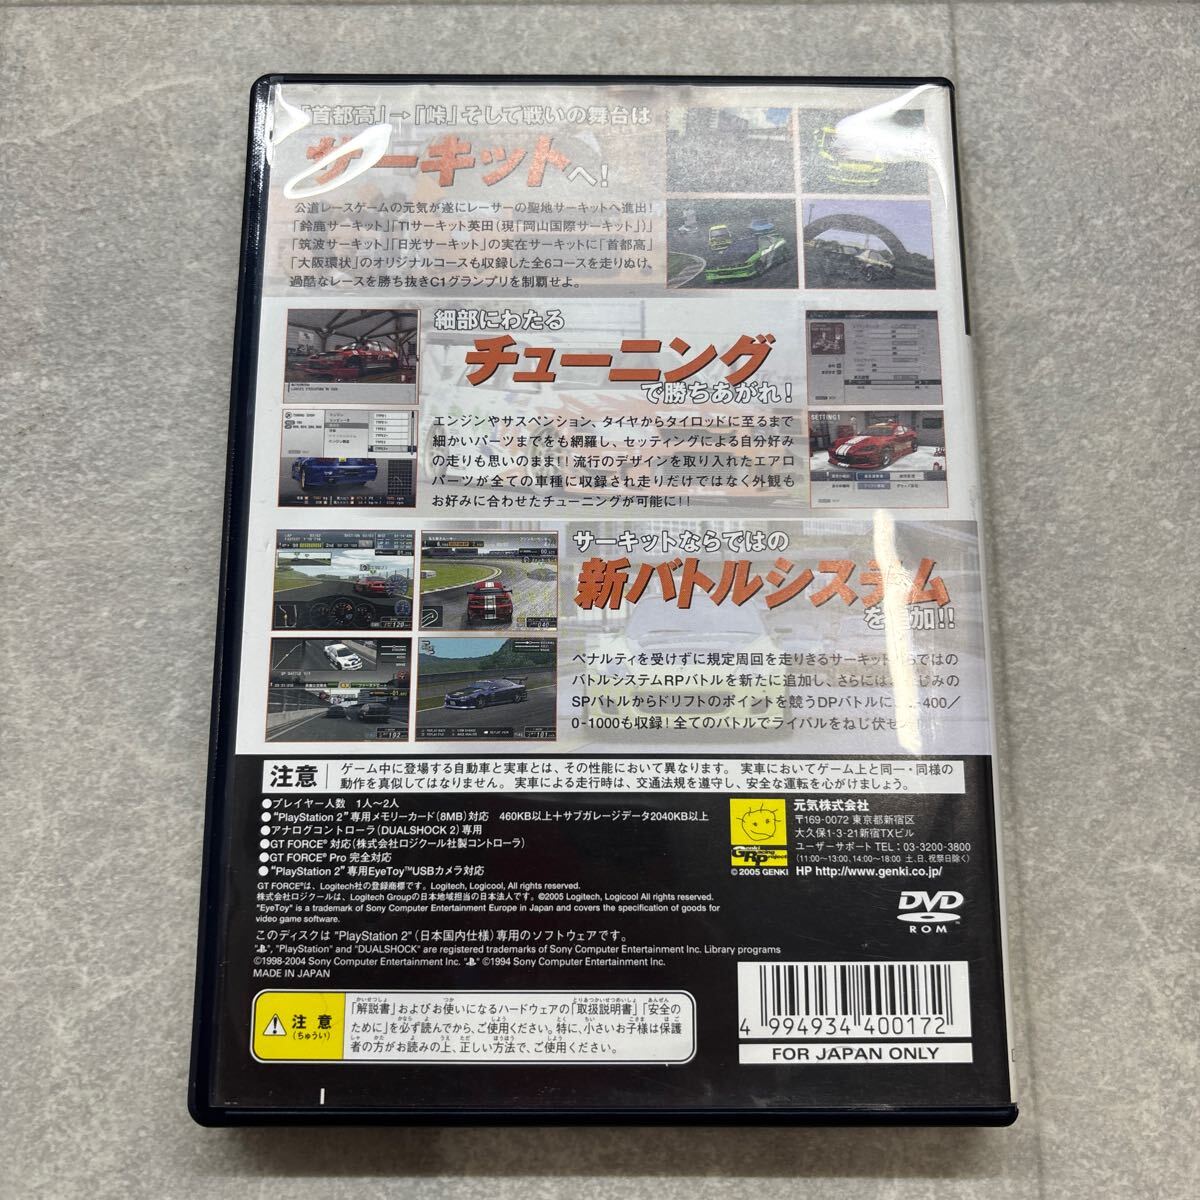 『首都高』→『峠』そして戦いの舞台は
サーキットへ!
公道レースゲームの元気が遂にレーサーの聖地サーキットへ進出!
「鈴鹿サーキット」「TIサーキット英田(現「岡山国際サーキット」)」
「筑波サーキット」「日光サーキット」の実在サーキットに「首都高」
「大阪環状」のオリジナルコースも収録した全6コースを走りぬけ、
過酷なレースを勝ち抜きC1グランプリを制覇せよ。
細部にわたる
チューニング
で勝ちあがれ!
エンジンやサスペンション、タイヤからタイロッドに至るまで
細かいパーツまでをも網羅し、セッティングによる自分好み
の走りも思いのまま!! 流行のデザインを取り入れたエアロ
パーツが全ての車種に収録され走りだけではなく外観も
お好みに合わせたチューニングが可能に!!
SETTING1
サーキットならではの
新バトルシステム
を追加!!
ペナルティを受けずに規定周回を走りきるサーキットならではの
バトルシステムRPバトルを新たに追加し、さらには
じみの
SPバトルからドリフトのポイントを競うDPバトルに
-400/
0-1000も収録! 全てのバトルでライバルをねじ伏せ
注意
ゲーム中に登場する自動車と実車とは、その性能において異なります。 実車においてゲーム上と同一・同様の
動作を真似してはなりません。 実車による走行時は、交通法規を遵守し、安全な運転を心がけましょう。
●プレイヤー人数 1人〜2人
●"PlayStation 2"専用メモリーカード(8MB)対応 460KB以上+サブガレージデータ2040KB以上
●アナログコントローラ(DUALSHOCK 2)専用
●GT FORCE®対応(株式会社ロジクール社製コントローラ)
●GT FORCE® Pro 完全対応
●"PlayStation 2"専用EyeToy™USBカメラ対応
GT FORCE®は、Logitech社の登録商標です。Logitech, Logicool, All rights reserved.
株式会社ロジクールは、Logitech Groupの日本地域担当の日本法人です。©2005 Logitech, Logicool All rights reserved.
"EyeToy" is a trademark of Sony Computer Entertainment Europe in Japan and covers the specification of goods for
video game software.
このディスクは "PlayStation 2"(日本国内仕様)専用のソフトウェアです。
"", "PlayStation" and "DUALSHOCK" are registered trademarks of Sony Computer Entertainment Inc. Library programs
©1998-2004 Sony Computer Entertainment Inc. "" ©1994 Sony Computer Entertainment Inc.
MADE IN JAPAN
Genki
Racing
Project
© 2005 GENKI
元気株式会社
〒169-0072 東京都新宿区
大久保1-3-21新宿TXビル
ユーザーサポート TEL:03-3200-3800
(11:00〜13:00、14:00〜18:00 土、日、祝祭日除く)
HP http://www.genki.co.jp/
DVD
ROM
注意
(ちゅうい)
「解説書」およびお使いになるハードウェアの「取扱説明書」「安全の
ために」を必ず読んでから、ご使用ください。特に、小さいお子様は保護
者の方がお読みの上、正しい方法で、ご使用ください。
4 994934 400172
FOR JAPAN ONLY